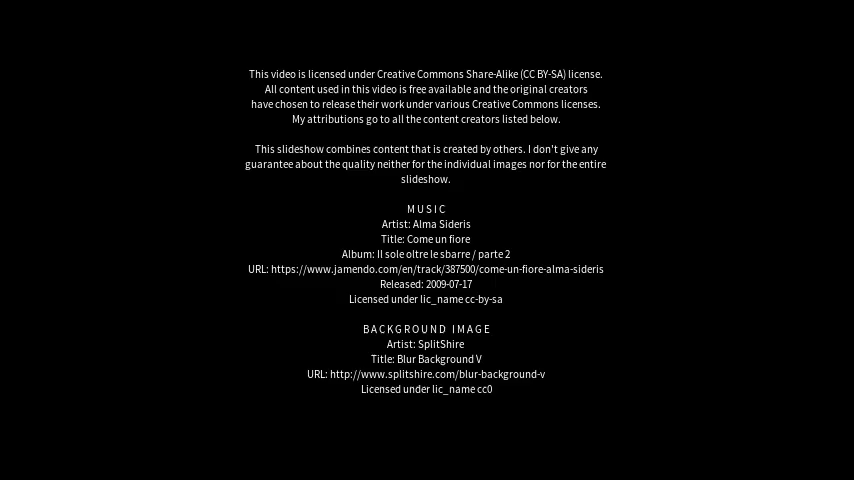 This video is licensed under Creative Commons Share-Alike (CC BY-SA) license.
All content used in this video is free available and the original creators
have chosen to release their work under various Creative Commons licenses.
My attributions go to all the content creators listed below.
This slideshow combines content that is created by others. I don't give any
guarantee about the quality neither for the individual images nor for the entire
slideshow.
MUSIC
Artist: Alma Sideris
Title: Come un fiore
Album: Il sole oltre le sbarre / parte 2
URL: https://www.jamendo.com/en/track/387500/come-un-fiore-alma-sideris
Released: 2009-07-17
Licensed under lic_name cc-by-sa
BACKGROUND IMAGE
Artist: SplitShire
Title: Blur Background V
URL: http://www.splitshire.com/blur-background-v
Licensed under lic_name cc0